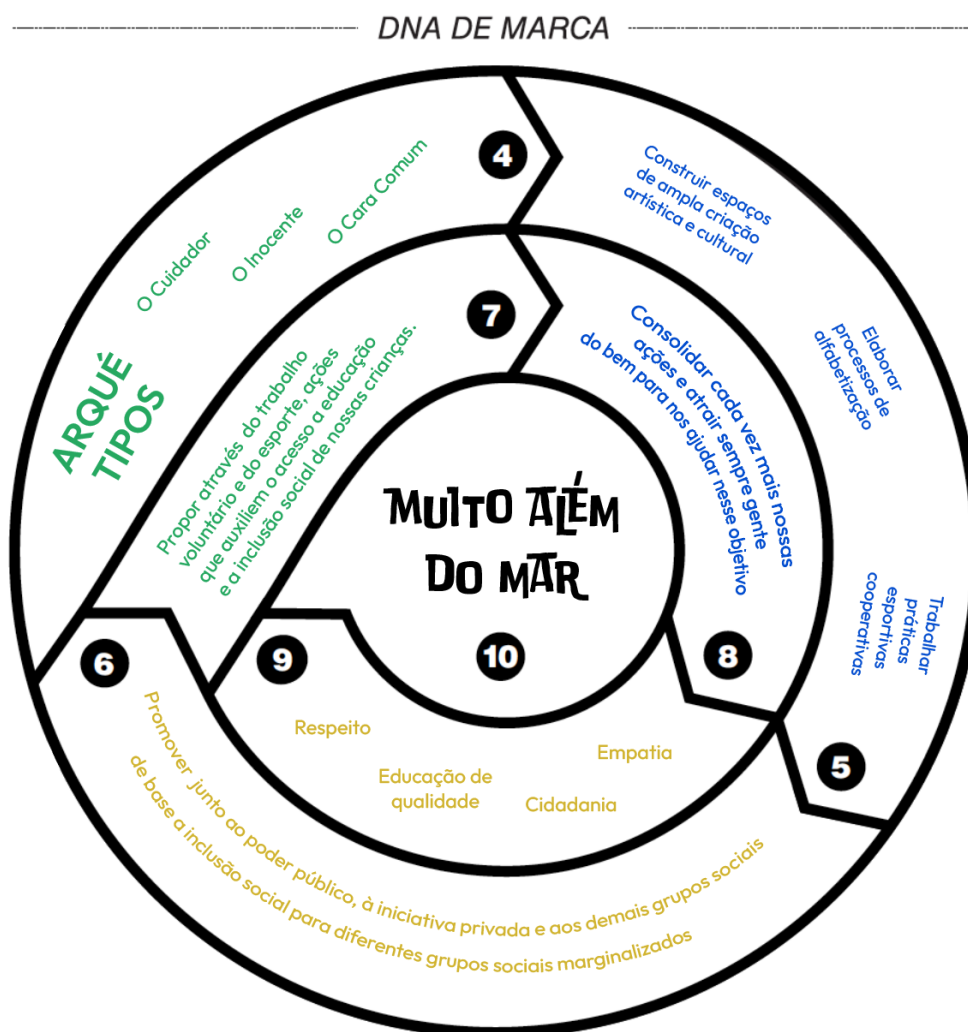 DNA DE MARCA
4
O Cuidador
O Inocente
O Cara Comum
ARQUÉ
TIPOS
Construir espaços
de ampla criação
artística e cultural
Elaborar
processos de
alfabetização
Trabalhar
práticas
esportivas
cooperativas
5
6
Promover junto ao poder público, à iniciativa privada e aos demais grupos sociais
de base a inclusão social para diferentes grupos sociais marginalizados
7
Propor através do trabalho
voluntário e do esporte, ações
que auxiliem o acesso a educação
e a inclusão social de nossas crianças.
Consolidar cada vez mais nossas
ações e atrair sempre gente
do bem para nos ajudar nesse objetivo
8
9
Respeito
Educação de
qualidade
Cidadania
Empatia
MUITO ALÉM
DO MAR
10